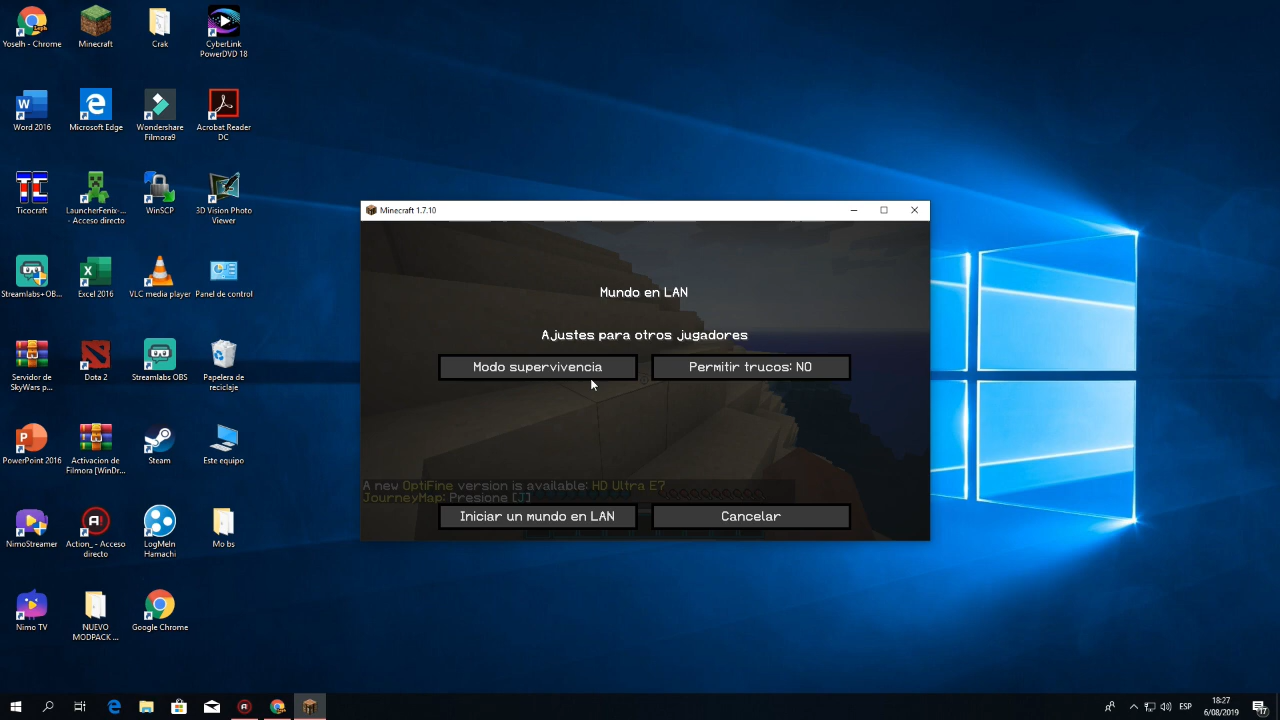 Yoselh - Chrome
Minecraft
Crak
CyberLink
PowerDVD 18
Word 2016
Microsoft Edge
Wondershare
Filmora9
Acrobat Reader
DC
Ticocraft
LauncherFenix-...
- Acceso directo
WinSCP
3D Vision Photo
Viewer
Streamlabs+OB...
Excel 2016
VLC media player
Panel de control
Servidor de
SkyWars p...
Dota 2
Streamlabs OBS
Papelera de
reciclaje
PowerPoint 2016
Activacion de
Filmora [WinDr...
Steam
Este equipo
NimoStreamer
Action_ - Acceso
directo
LogMeIn
Hamachi
Mo bs
Nimo TV
NUEVO
MODPACK ...
Google Chrome
Minecraft 1.7.10
Mundo en LAN
Ajustes para otros jugadores
Modo supervivencia
Permitir trucos: NO
A new OptiFine version is available: HD Ultra E7
JourneyMap: Presione [J]
Iniciar un mundo en LAN
Cancelar
ESP
18:27
6/08/2019
17